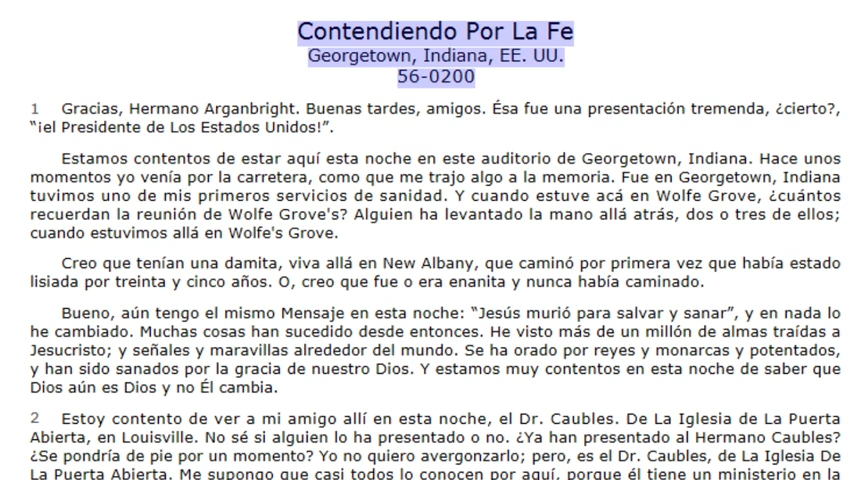 Contendiendo Por La Fe
Georgetown, Indiana, EE. UU.
56-0200
1 Gracias, Hermano Arganbright. Buenas tardes, amigos. Ésa fue una presentación tremenda, ¿cierto?,
“¡el Presidente de Los Estados Unidos!”.
Estamos contentos de estar aquí esta noche en este auditorio de Georgetown, Indiana. Hace unos
momentos yo venía por la carretera, como que me trajo algo a la memoria. Fue en Georgetown, Indiana
tuvimos uno de mis primeros servicios de sanidad. Y cuando estuve acá en Wolfe Grove, ¿cuántos
recuerdan la reunión de Wolfe Grove's? Alguien ha levantado la mano allá atrás, dos o tres de ellos;
cuando estuvimos allá en Wolfe's Grove.
Creo que tenían una damita, viva allá en New Albany, que caminó por primera vez que había estado
lisiada por treinta y cinco años. O, creo que fue o era enanita y nunca había caminado.
Bueno, aún tengo el mismo Mensaje en esta noche: “Jesús murió para salvar y sanar”, y en nada lo
he cambiado. Muchas cosas han sucedido desde entonces. He visto más de un millón de almas traídas a
Jesucristo; y señales y maravillas alrededor del mundo. Se ha orado por reyes y monarcas y potentados,
y han sido sanados por la gracia de nuestro Dios. Y estamos muy contentos en esta noche de saber que
Dios aún es Dios y no Él cambia.
2 Estoy contento de ver a mi amigo allí en esta noche, el Dr. Caubles. De La Iglesia de La Puerta
Abierta, en Louisville. No sé si alguien lo ha presentado o no. ¿Ya han presentado al Hermano Caubles?
¿Se pondría de pie por un momento? Yo no quiero avergonzarlo; pero, es el Dr. Caubles, de La Iglesia De
La Puerta Abierta. Me supongo que casi todos lo conocen por aquí, porque él tiene un ministerio en la